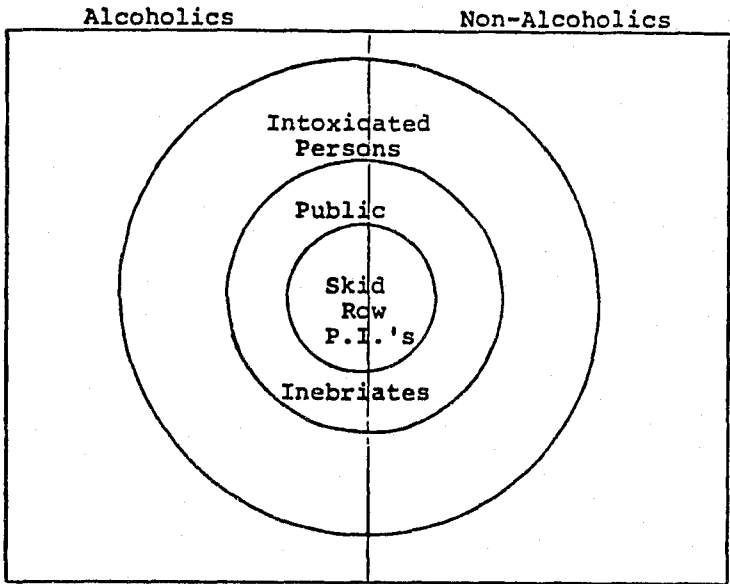 Alcoholics Non-Alcoholics
Intoxicated
Persons
Public
Skid
Row
P.I.'s
Inebriates